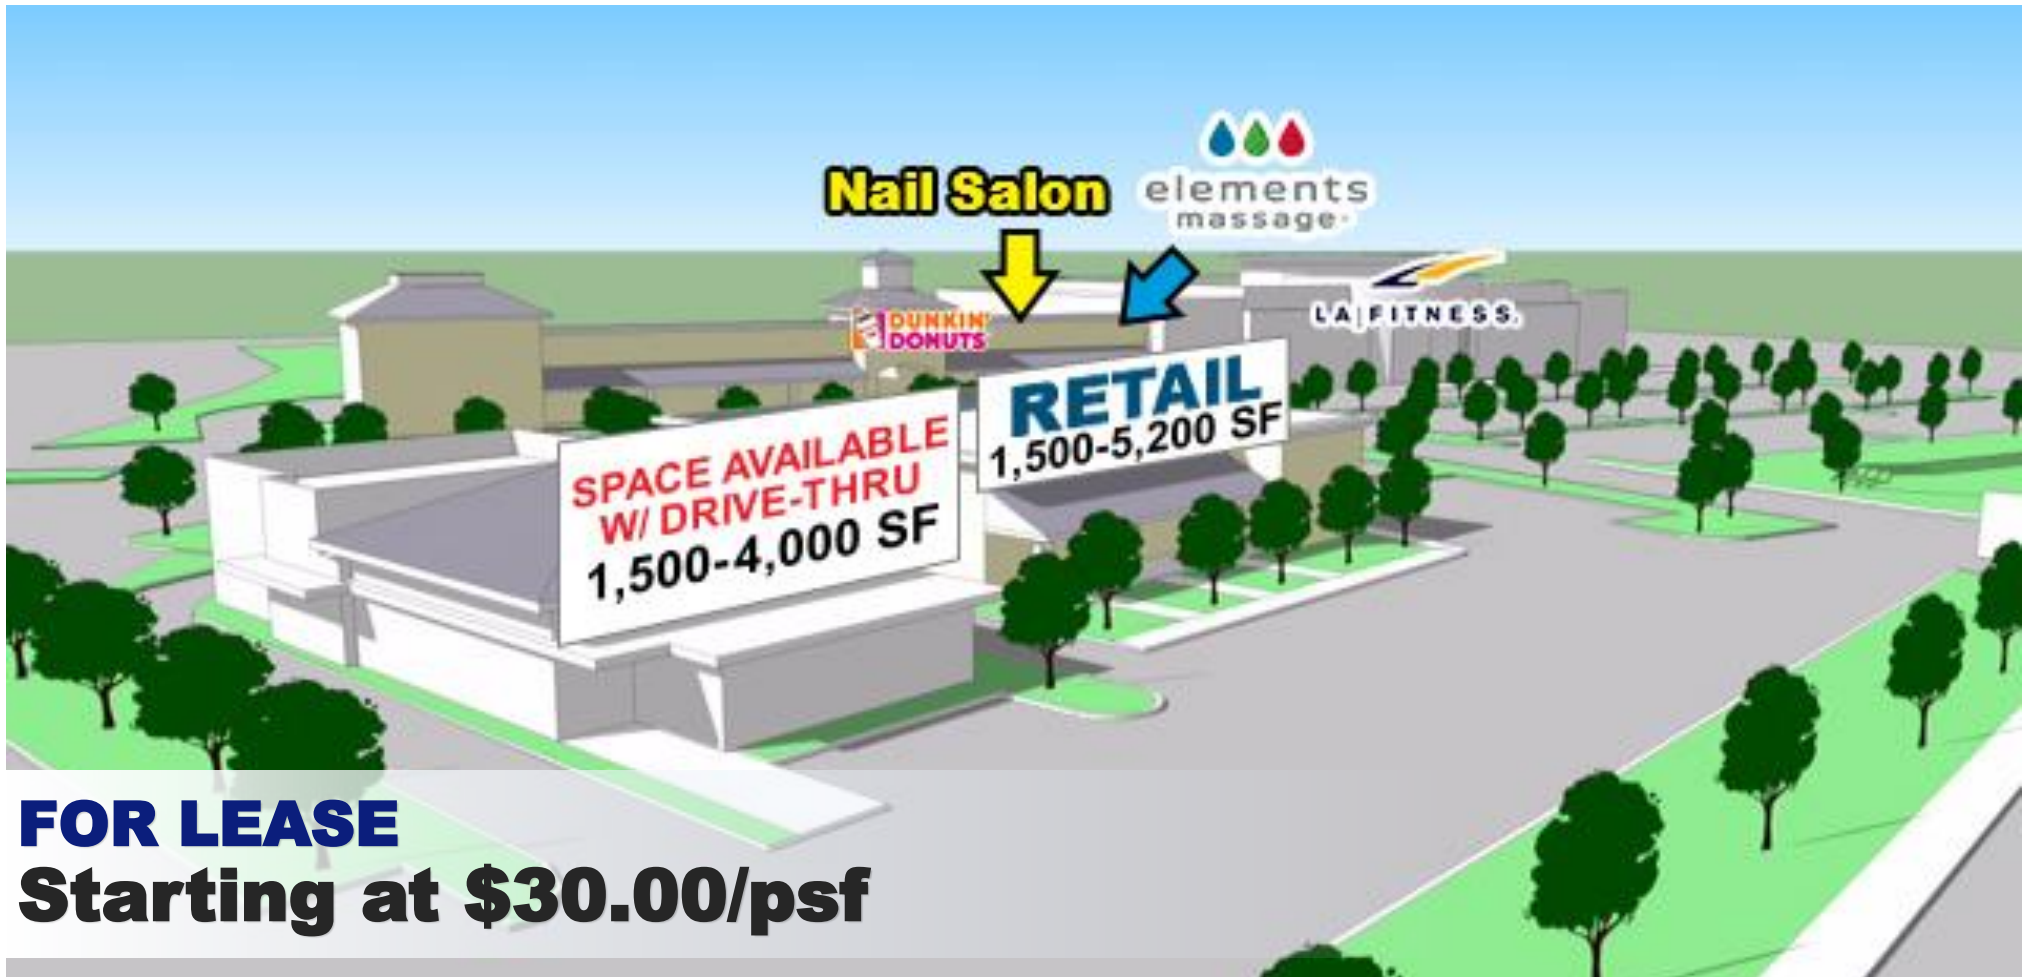 elements
massage
Nail Salon
LA FITNESS
DUNKIN'
DONUTS
RETAIL
1,500-5,200 SF
SPACE AVAILABLE
W/ DRIVE-THRU
1,500-4,000 SF
FOR LEASE
Starting at $30.00/psf